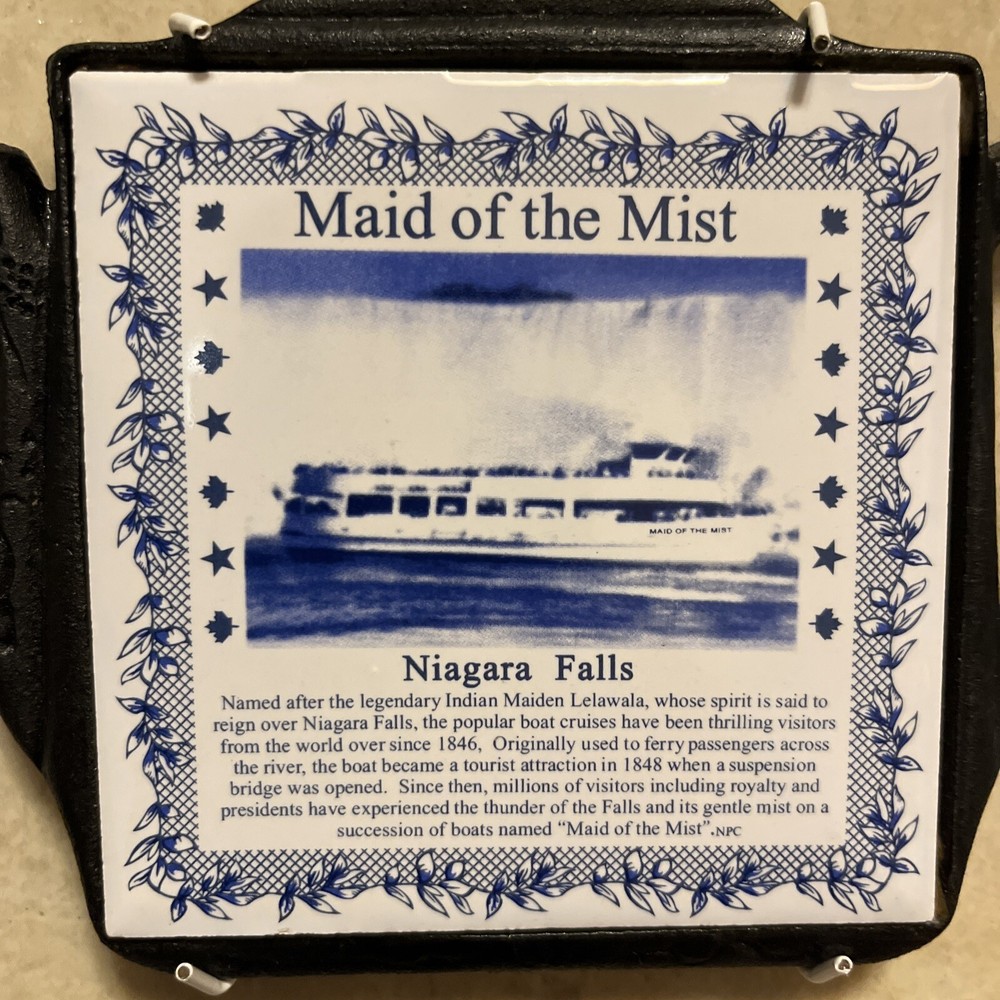 Maid of the Mist
MAID OF THE MIST
Niagara Falls
Named after the legendary Indian Maiden Lelawala, whose spirit is said to
reign over Niagara Falls, the popular boat cruises have been thrilling visitors
from the world over since 1846, Originally used to ferry passengers across
the river, the boat became a tourist attraction in 1848 when a suspension
bridge was opened. Since then, millions of visitors including royalty and
presidents have experienced the thunder of the Falls and its gentle mist on a
succession of boats named “Maid of the Mist”.NPC